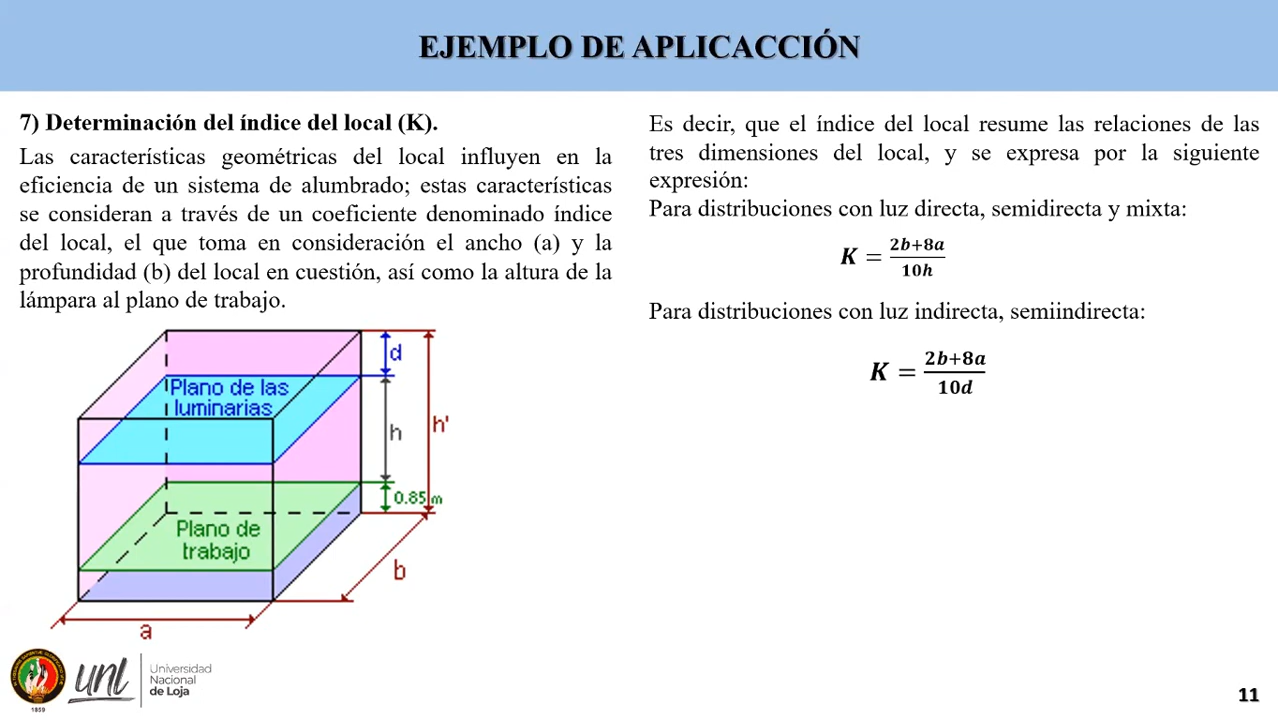 EJEMPLO DE APLICACCIÓN
7) Determinación del índice del local (K).
Las características geométricas del local influyen en la
eficiencia de un sistema de alumbrado; estas características
se consideran a través de un coeficiente denominado índice
del local, el que toma en consideración el ancho (a) y la
profundidad (b) del local en cuestión, así como la altura de la
lámpara al plano de trabajo.
d
Plano de las
luminarias
h
h'
0.85 m
Plano de
trabajo
b
a
Es decir, que el índice del local resume las relaciones de las
tres dimensiones del local, y se expresa por la siguiente
expresión:
Para distribuciones con luz directa, semidirecta y mixta:
K = (2b+8a)/(10h)
Para distribuciones con luz indirecta, semiindirecta:
K = (2b+8a)/(10d)
1859
unl
Universidad
Nacional
de Loja
11